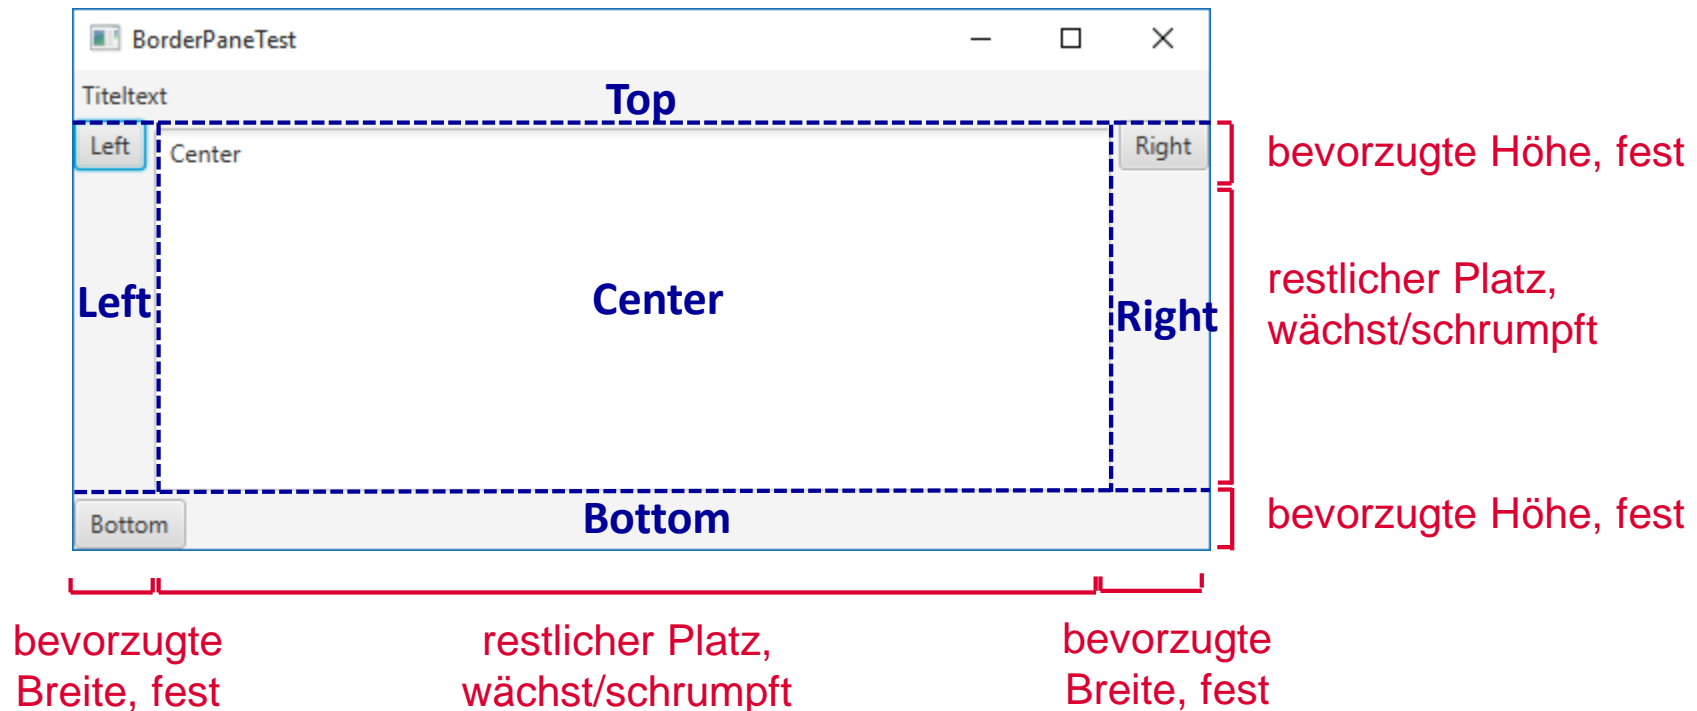 BorderPaneTest
Titeltext
Top
Left
Center
Right
bevorzugte Höhe, fest
Left
Center
Right
restlicher Platz,
wächst/schrumpft
Bottom
Bottom
bevorzugte Höhe, fest
bevorzugte
Breite, fest
restlicher Platz,
wächst/schrumpft
bevorzugte
Breite, fest